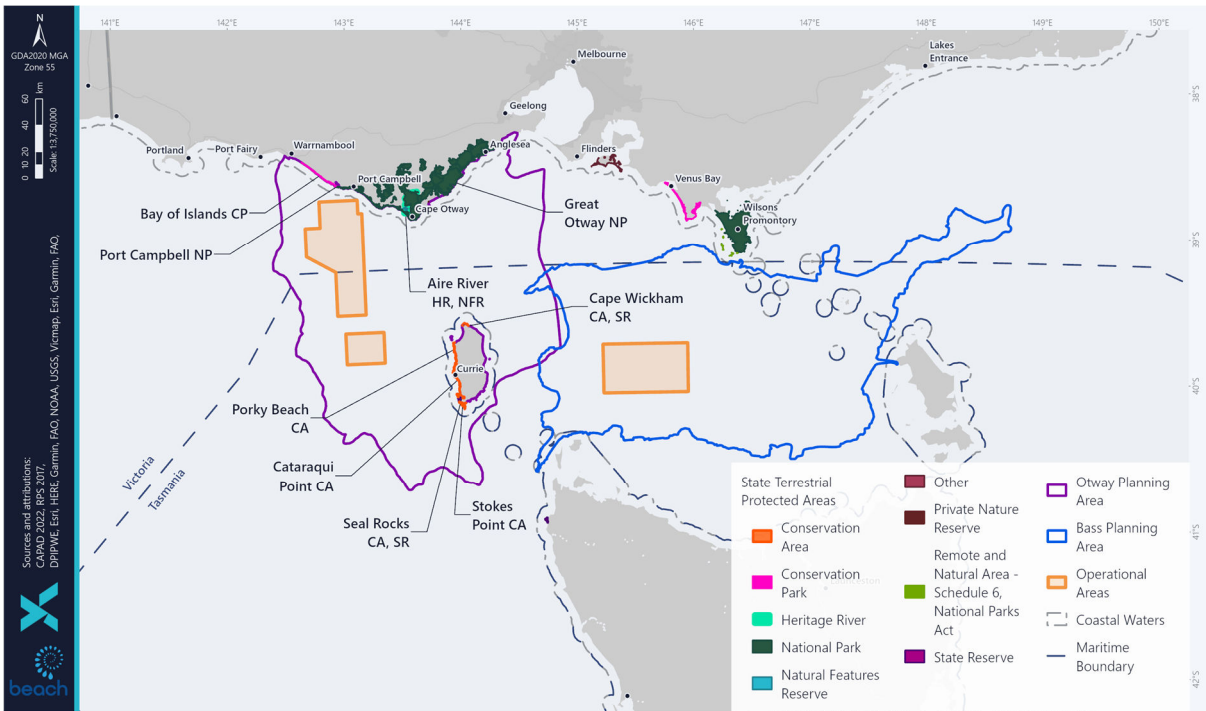 141°E
142°E
143°E
144°E
145°E
146°E
147°E
148°E
149°E
150°E
N
GDA2020 MGA
Zone 55
0 10 20 40 60
km
Scale: 1:3,750,000
Sources and attributions:
CAPAD 2022, RPS 2017,
DPIPWE, Esri, HERE, Garmin, FAO, NOAA, USGS, Vicmap, Esri, Garmin, FAO,
beach
38°S
39°S
40°S
41°S
42°S
Melbourne
Lakes
Entrance
Geelong
Portland
Port Fairy
Warrnambool
Anglesea
Flinders
Port Campbell
Venus Bay
Cape Otway
Wilsons
Promontory
Bay of Islands CP
Great
Otway NP
Port Campbell NP
Aire River
HR, NFR
Cape Wickham
CA, SR
Currie
Porky Beach
CA
Cataraqui
Point CA
Stokes
Point CA
Seal Rocks
CA, SR
Victoria
Tasmania
State Terrestrial
Protected Areas
Conservation
Area
Conservation
Park
Heritage River
National Park
Natural Features
Reserve
Other
Private Nature
Reserve
Remote and
Natural Area -
Schedule 6,
National Parks
Act
State Reserve
Otway Planning
Area
Bass Planning
Area
Operational
Areas
Coastal Waters
Maritime
Boundary